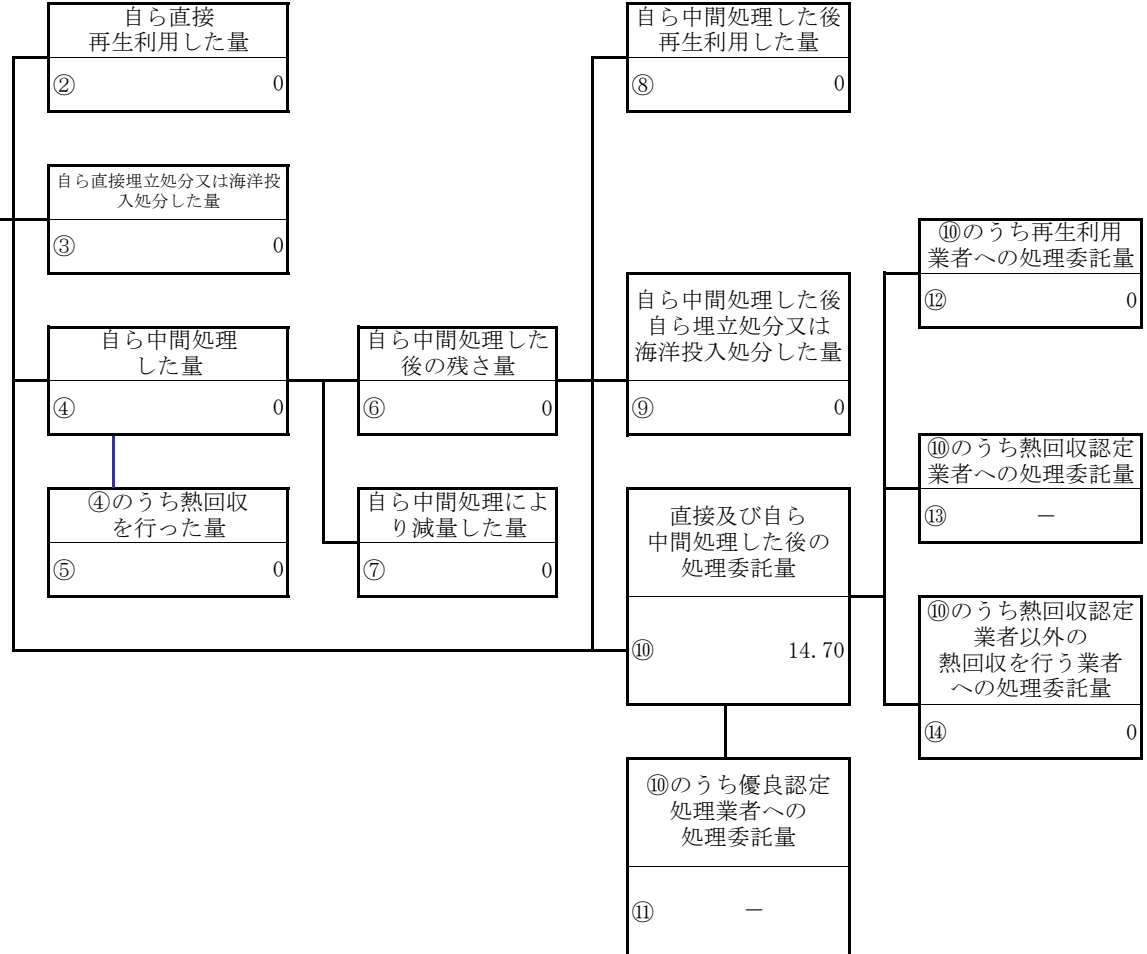 自ら直接
再生利用した量
② 0
自ら直接埋立処分又は海洋投
入処分した量
③ 0
自ら中間処理
した量
④ 0
④のうち熱回収
を行った量
⑤ 0
自ら中間処理した
後の残さ量
⑥ 0
自ら中間処理によ
り減量した量
⑦ 0
自ら中間処理した後
再生利用した量
⑧ 0
自ら中間処理した後
自ら埋立処分又は
海洋投入処分した量
⑨ 0
直接及び自ら
中間処理した後の
処理委託量
⑩ 14.70
⑩のうち優良認定
処理業者への
処理委託量
⑪ －
⑩のうち再生利用
業者への処理委託量
⑫ 0
⑩のうち熱回収認定
業者への処理委託量
⑬ －
⑩のうち熱回収認定
業者以外の
熱回収を行う業者
への処理委託量
⑭ 0